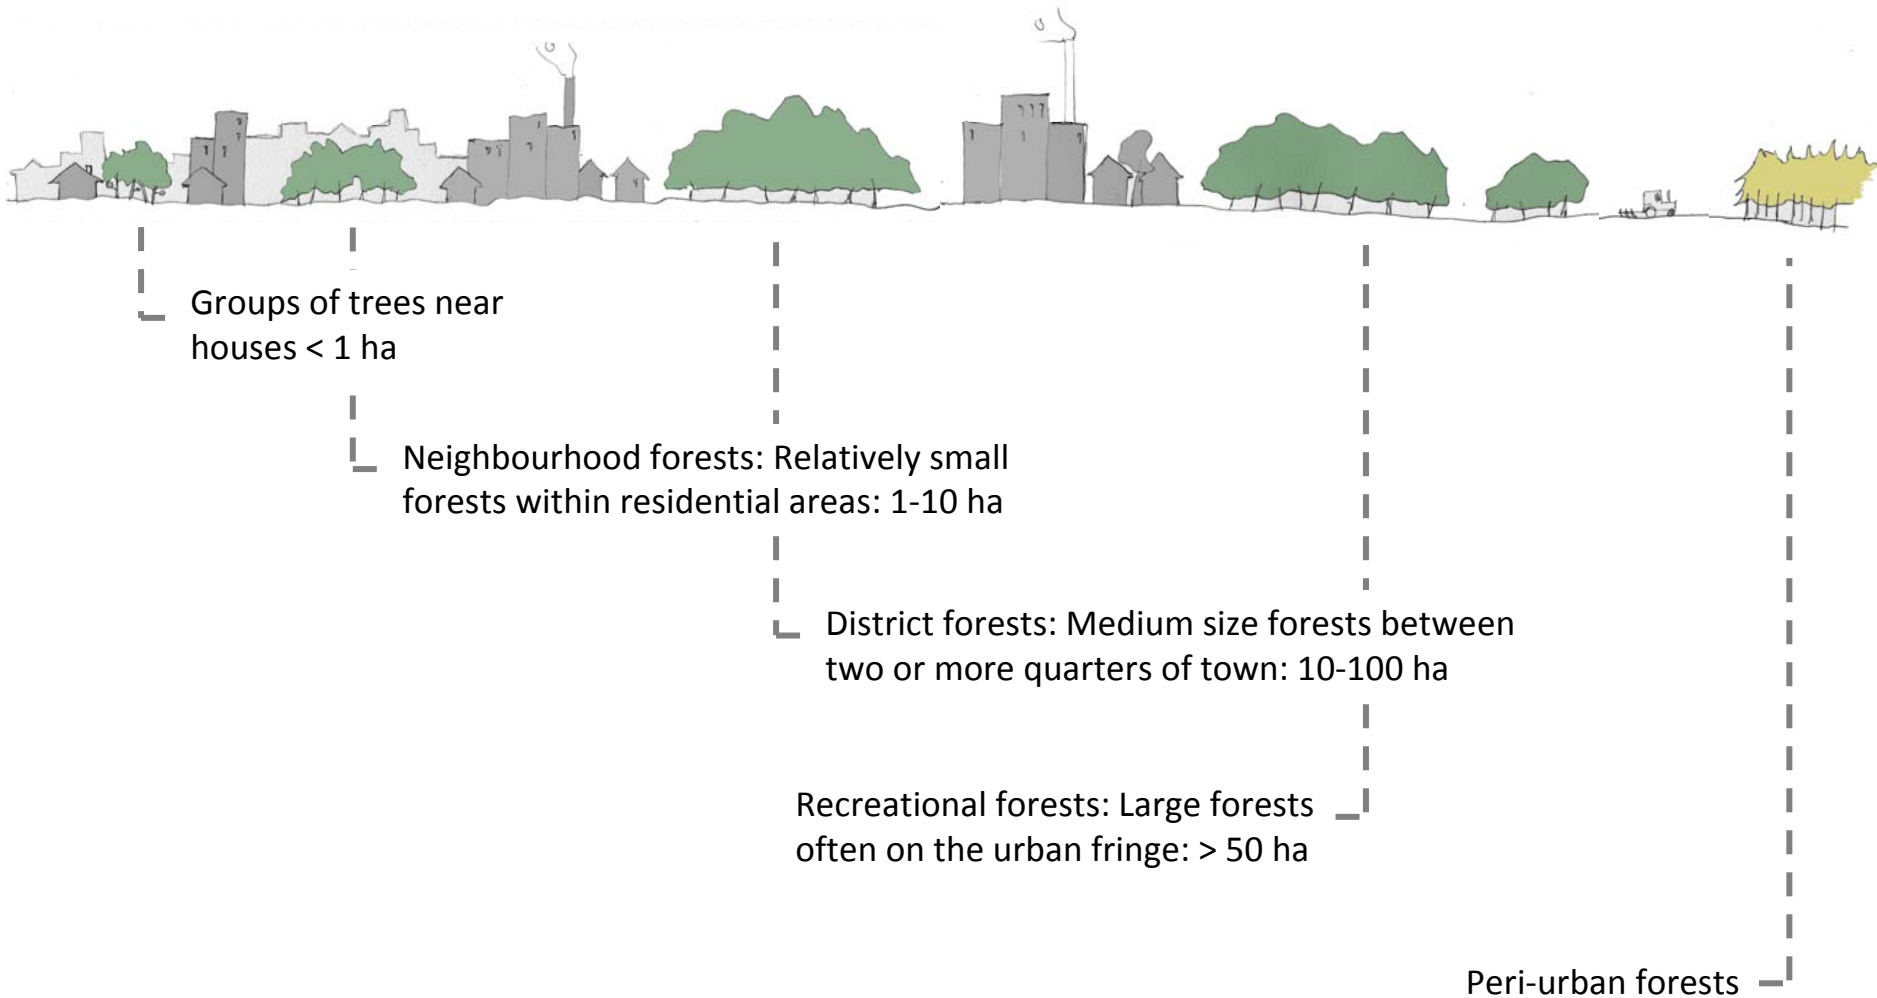 Groups of trees near
houses < 1 ha
Neighbourhood forests: Relatively small
forests within residential areas: 1-10 ha
District forests: Medium size forests between
two or more quarters of town: 10-100 ha
Recreational forests: Large forests
often on the urban fringe: > 50 ha
Peri-urban forests